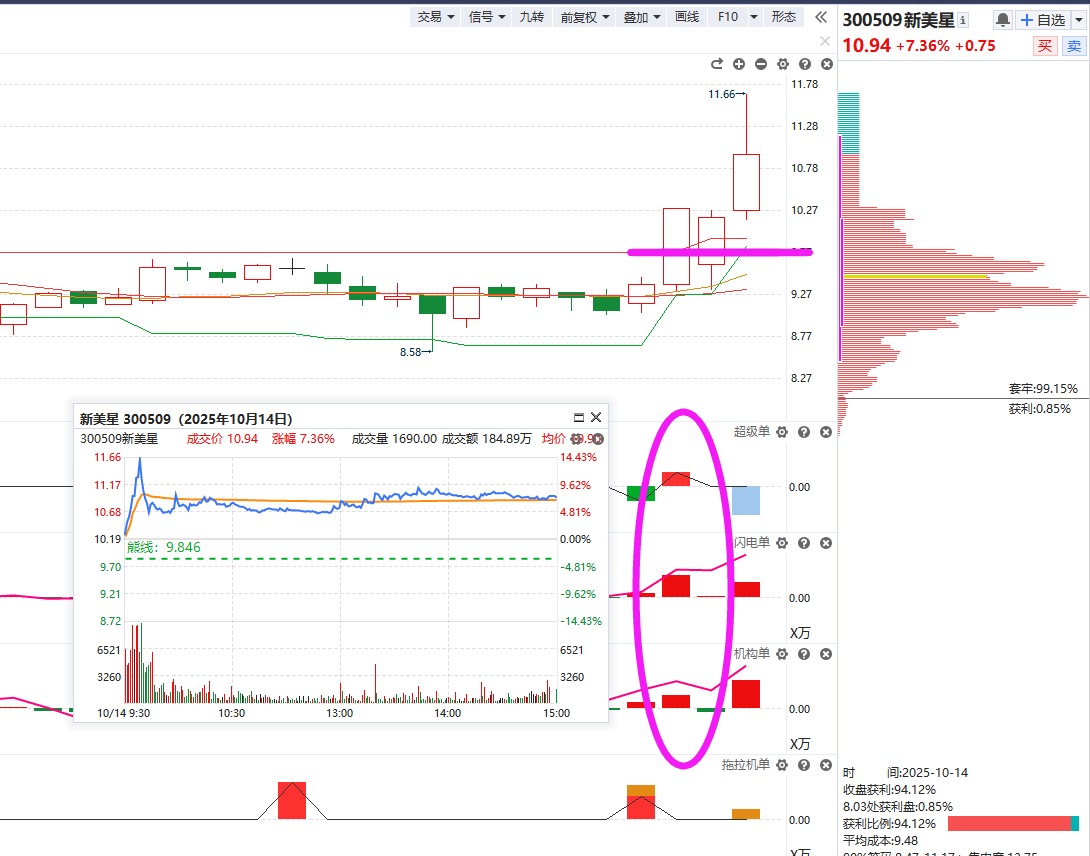 交易 信号 九转 前复权 叠加 画线 F10 形态
300509新美星
自选
10.94 +7.36% +0.75
买 卖
11.66
11.78
11.28
10.78
10.27
9.27
8.77
8.27
8.58
套牢:99.15%
获利:0.85%
新美星 300509（2025年10月14日）
300509新美星 成交价 10.94 涨幅 7.36% 成交量 1690.00 成交额 184.89万 均价
11.66 14.43%
11.17 9.62%
10.68 4.81%
10.19 0.00%
熊线: 9.846
9.70 -4.81%
9.21 -9.62%
8.72 -14.43%
6521 6521
3260 3260
10/14 9:30 10:30 13:00 14:00 15:00
超级单
0.00
闪电单
0.00
X万
机构单
0.00
X万
拖拉机单
0.00
X万
时 间:2025-10-14
收盘获利:94.12%
8.03处获利盘:0.85%
获利比例:94.12%
平均成本:9.48